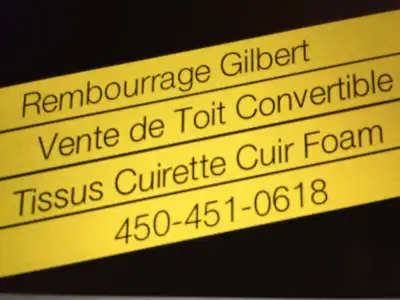 Rembourrage Gilbert
Vente de Toit Convertible
Tissus Cuirette Cuir Foam
450-451-0618